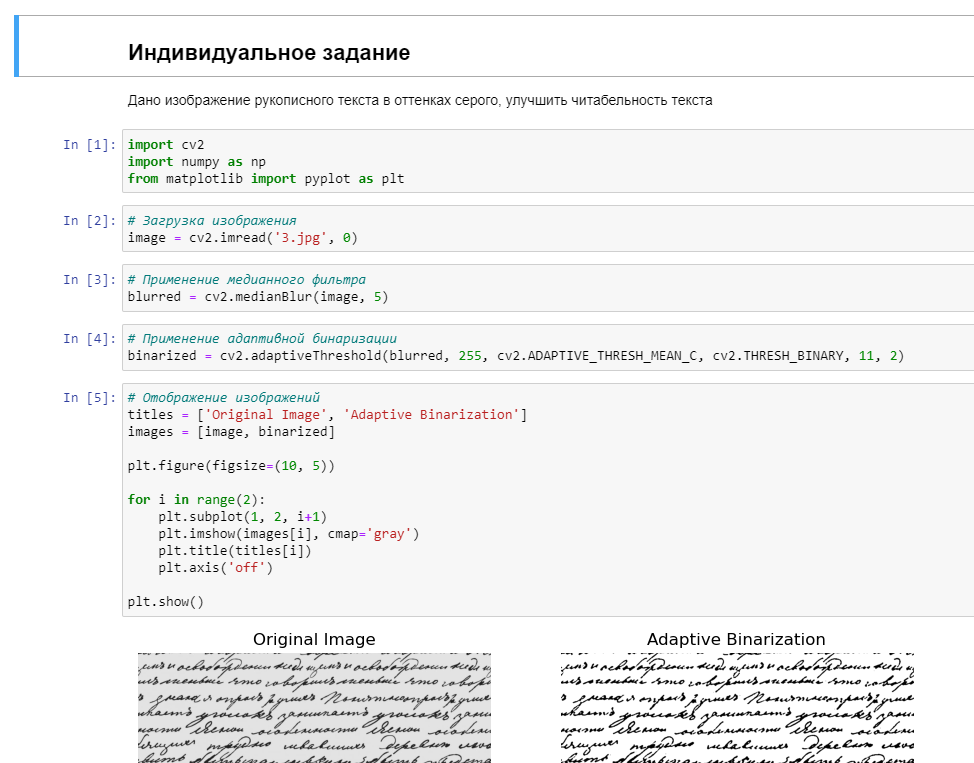 Индивидуальное задание
Дано изображение рукописного текста в оттенках серого, улучшить читабельность текста
In [1]: import cv2
import numpy as np
from matplotlib import pyplot as plt
In [2]: # Загрузка изображения
image = cv2.imread('3.jpg', 0)
In [3]: # Применение медианного фильтра
blurred = cv2.medianBlur(image, 5)
In [4]: # Применение адаптивной бинаризации
binarized = cv2.adaptiveThreshold(blurred, 255, cv2.ADAPTIVE_THRESH_MEAN_C, cv2.THRESH_BINARY, 11, 2)
In [5]: # Отображение изображений
titles = ['Original Image', 'Adaptive Binarization']
images = [image, binarized]
plt.figure(figsize=(10, 5))
for i in range(2):
plt.subplot(1, 2, i+1)
plt.imshow(images[i], cmap='gray')
plt.title(titles[i])
plt.axis('off')
plt.show()
Original Image Adaptive Binarization